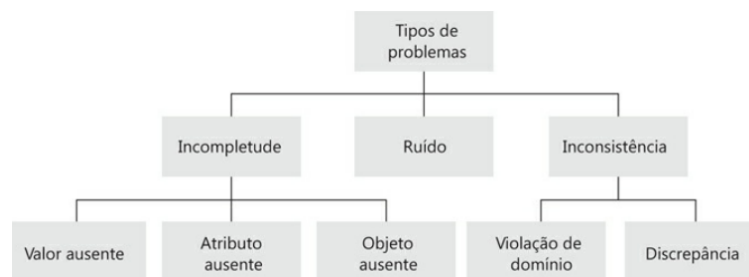 Tipos de
problemas
Incompletude
Ruído
Inconsistência
Valor ausente
Atributo
ausente
Objeto
ausente
Violação de
domínio
Discrepância